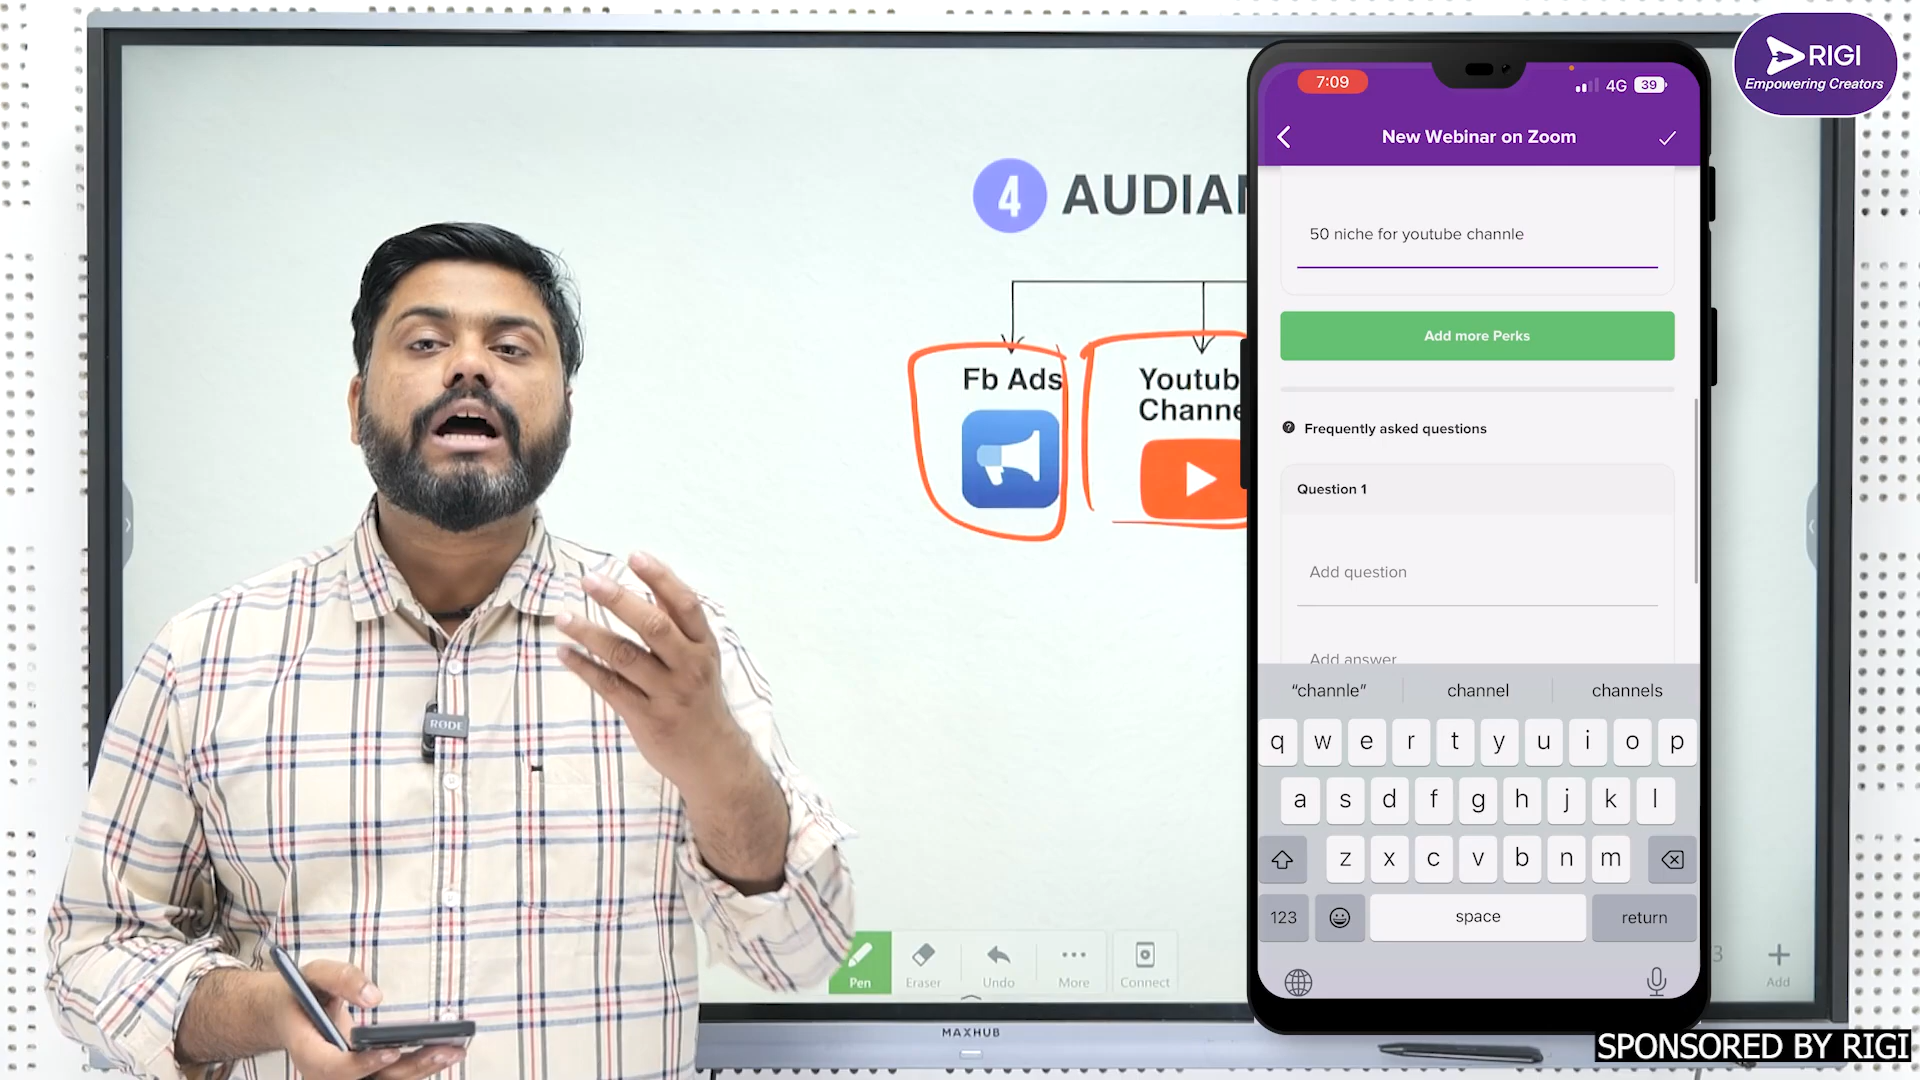 RIGI
Empowering Creators
7:09
4G 39
New Webinar on Zoom
4 AUDIAN
50 niche for youtube channle
Add more Perks
Fb Ads
Youtub
Channe
Frequently asked questions
Question 1
Add question
Add answer
"channle" channel channels
q w e r t y u i o p
a s d f g h j k l
z x c v b n m
123 space return
RØDE
Pen Eraser Undo More Connect
3
Add
MAXHUB
SPONSORED BY RIGI